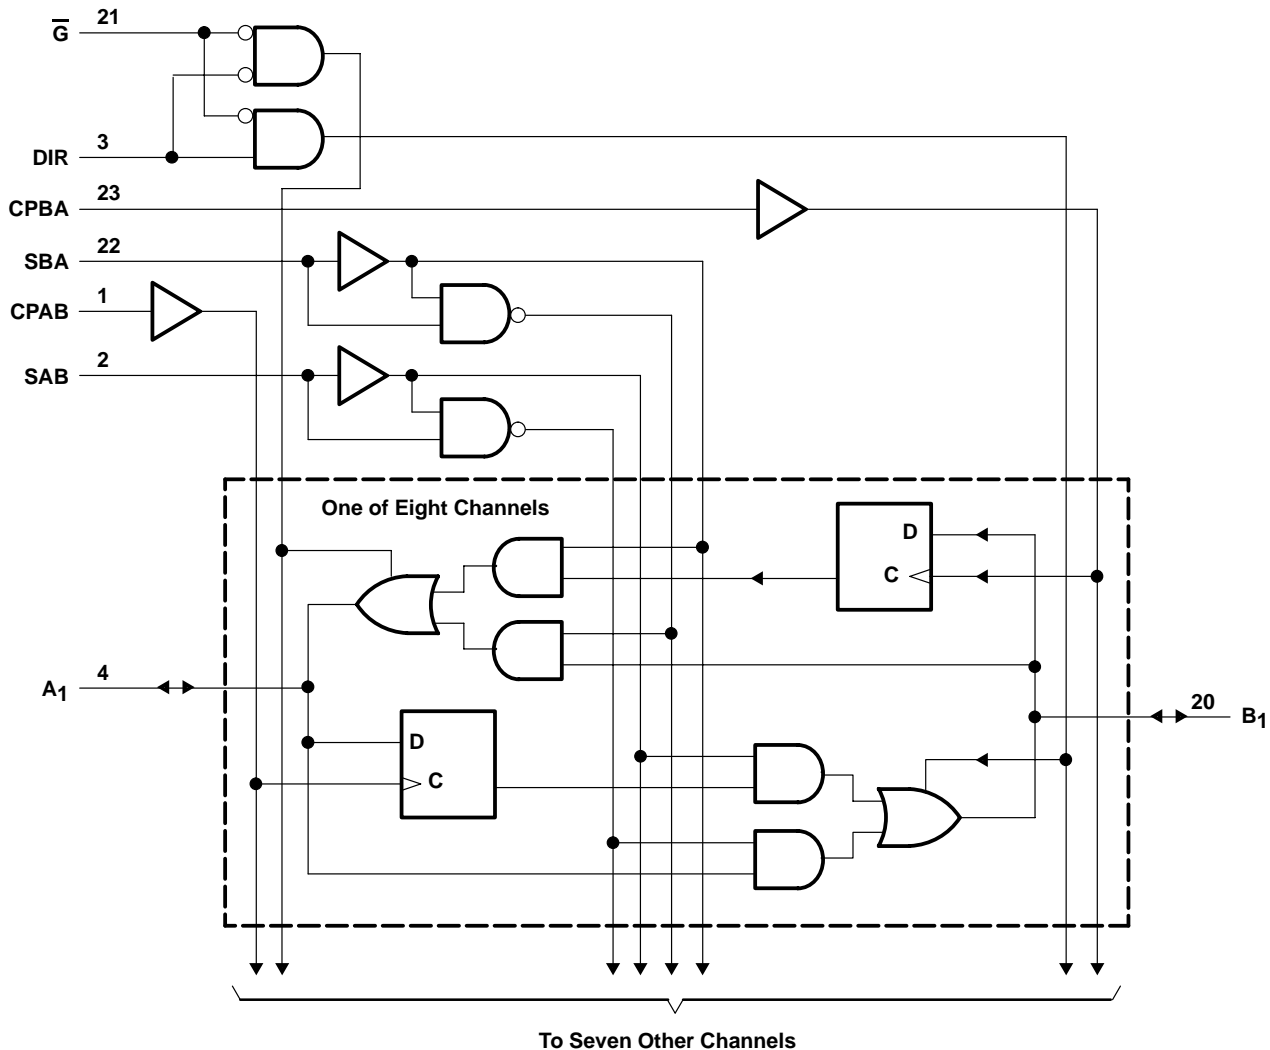 G̅ 21
DIR 3
CPBA 23
SBA 22
CPAB 1
SAB 2
One of Eight Channels
D
C
A1 4
20 B1
D
C
To Seven Other Channels